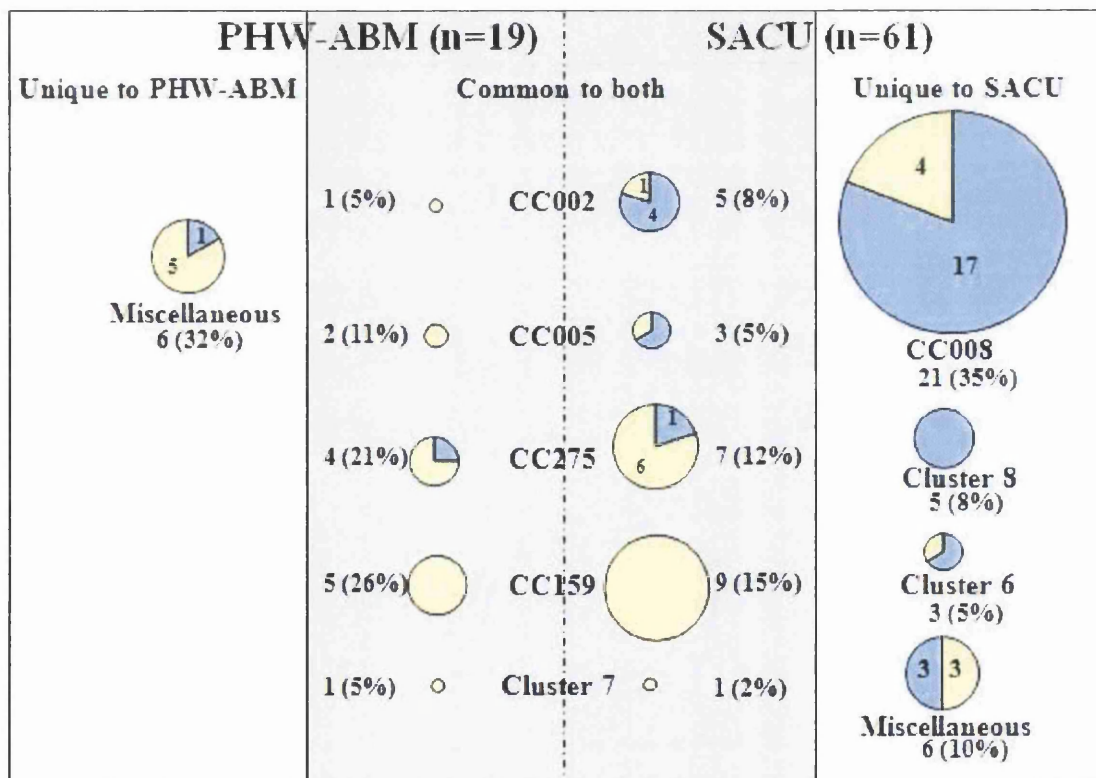 PHW-ABM (n=19)
SACU (n=61)
Unique to PHW-ABM
Common to both
Unique to SACU
1
5
Miscellaneous
6 (32%)
1 (5%)
CC002
1
4
5 (8%)
2 (11%)
CC005
3 (5%)
4 (21%)
CC275
1
6
7 (12%)
5 (26%)
CC159
9 (15%)
1 (5%)
Cluster 7
1 (2%)
4
17
CC008
21 (35%)
Cluster 8
5 (8%)
Cluster 6
3 (5%)
3
3
Miscellaneous
6 (10%)